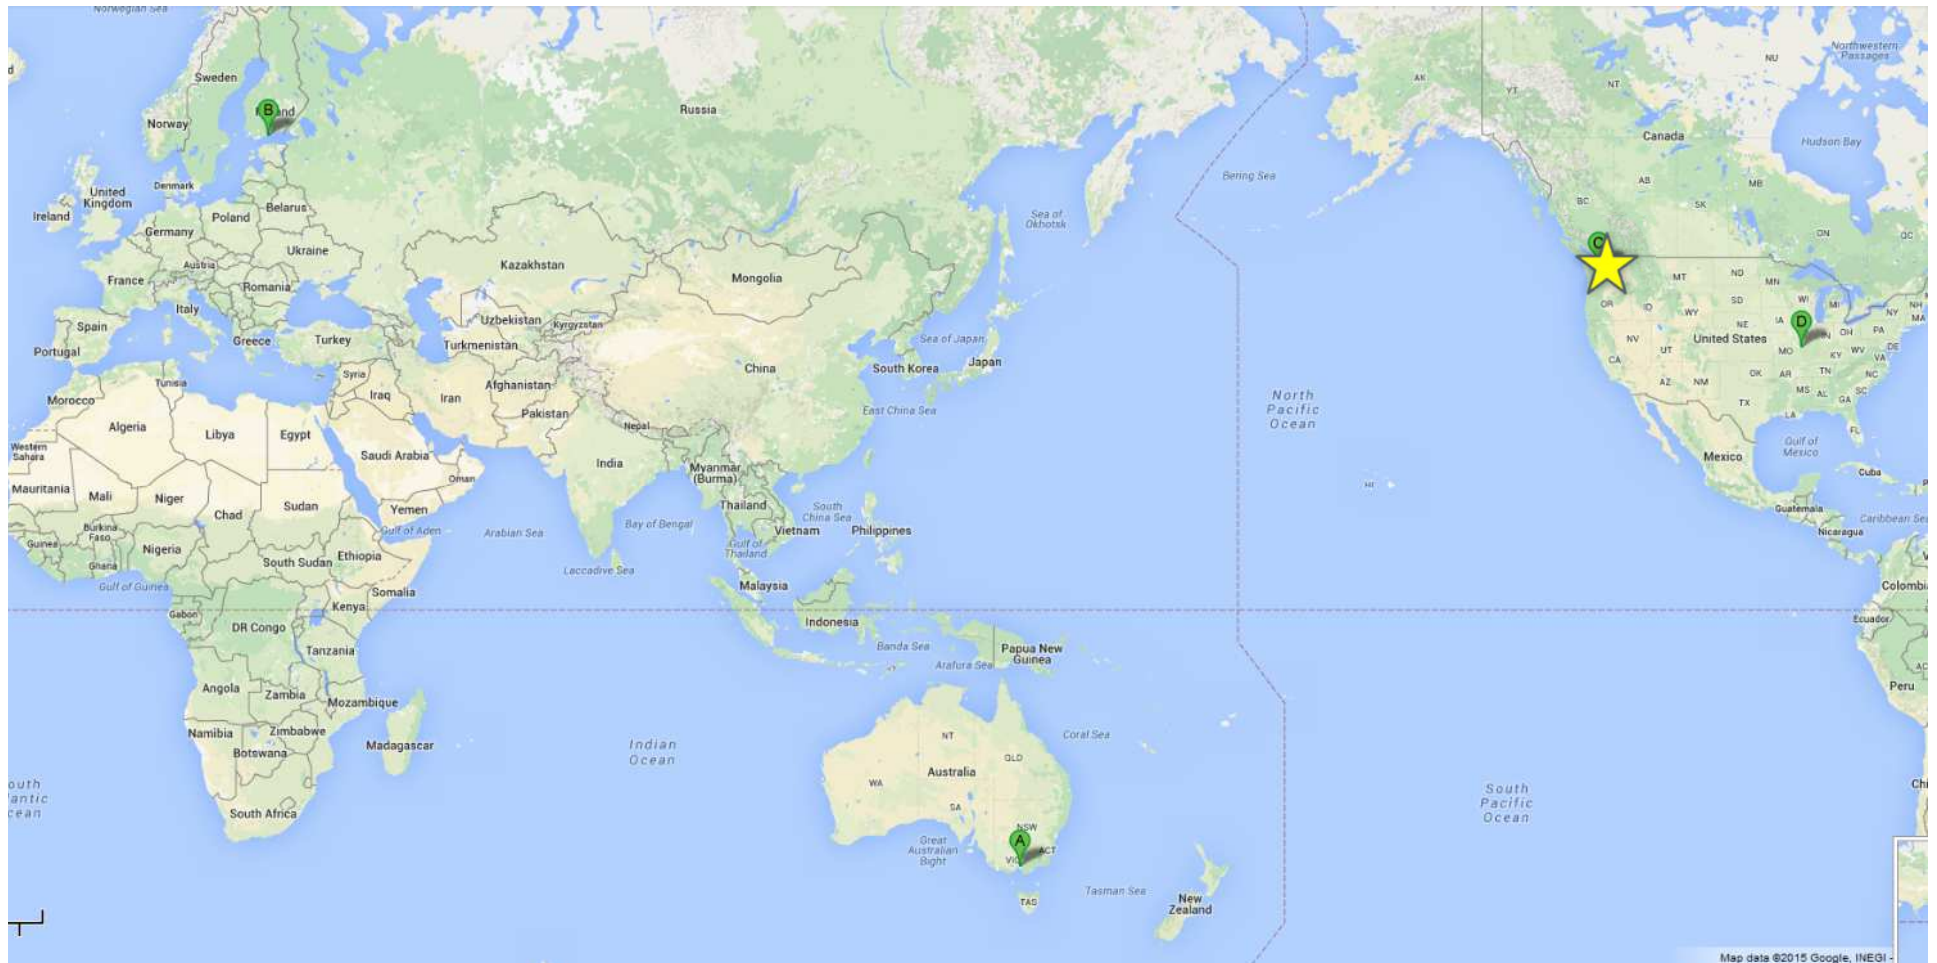 Norwegian Sea
Sweden
Norway
B
Russia
United
Kingdom
Ireland
Denmark
Belarus
Poland
Germany
Ukraine
Austria
France
Romania
Italy
Spain
Portugal
Greece
Turkey
Kazakhstan
Mongolia
Uzbekistan
Kyrgyzstan
Turkmenistan
Sea of
Okhotsk
Bering Sea
Sea of Japan
South Korea
Japan
China
East China Sea
Tunisia
Morocco
Syria
Iraq
Iran
Afghanistan
Pakistan
Nepal
Algeria
Libya
Egypt
Western
Sahara
Saudi Arabia
Oman
India
Myanmar
(Burma)
Mauritania
Mali
Niger
Chad
Sudan
Yemen
Gulf of Aden
Arabian Sea
Bay of Bengal
Thailand
Vietnam
South
China Sea
Philippines
Gulf of
Thailand
Burkina
Faso
Guinea
Ghana
Nigeria
Gulf of Guinea
South Sudan
Ethiopia
Somalia
Laccadive Sea
Malaysia
Indonesia
Gabon
Kenya
DR Congo
Tanzania
Banda Sea
Arafura Sea
Papua New
Guinea
Angola
Zambia
Mozambique
Namibia
Zimbabwe
Botswana
Madagascar
South Africa
Indian
Ocean
Coral Sea
NT
QLD
WA
Australia
SA
NSW
A
VIC
ACT
Great
Australian
Bight
TAS
Tasman Sea
New
Zealand
North
Pacific
Ocean
South
Pacific
Ocean
HI
AK
YT
NT
NU
Northwestern
Passages
Canada
Hudson Bay
BC
AB
SK
MB
ON
QC
C
MT
ND
MN
OR
ID
WY
SD
WI
MI
NY
NH
MA
IA
NE
D
OH
PA
NV
UT
United States
MO
KY
WV
VA
DE
CA
AZ
NM
OK
AR
TN
NC
MS
AL
GA
SC
TX
LA
FL
Gulf of
Mexico
Mexico
Cuba
Guatemala
Nicaragua
Caribbean Sea
Colombia
Ecuador
Peru
Map data ©2015 Google, INEGI -